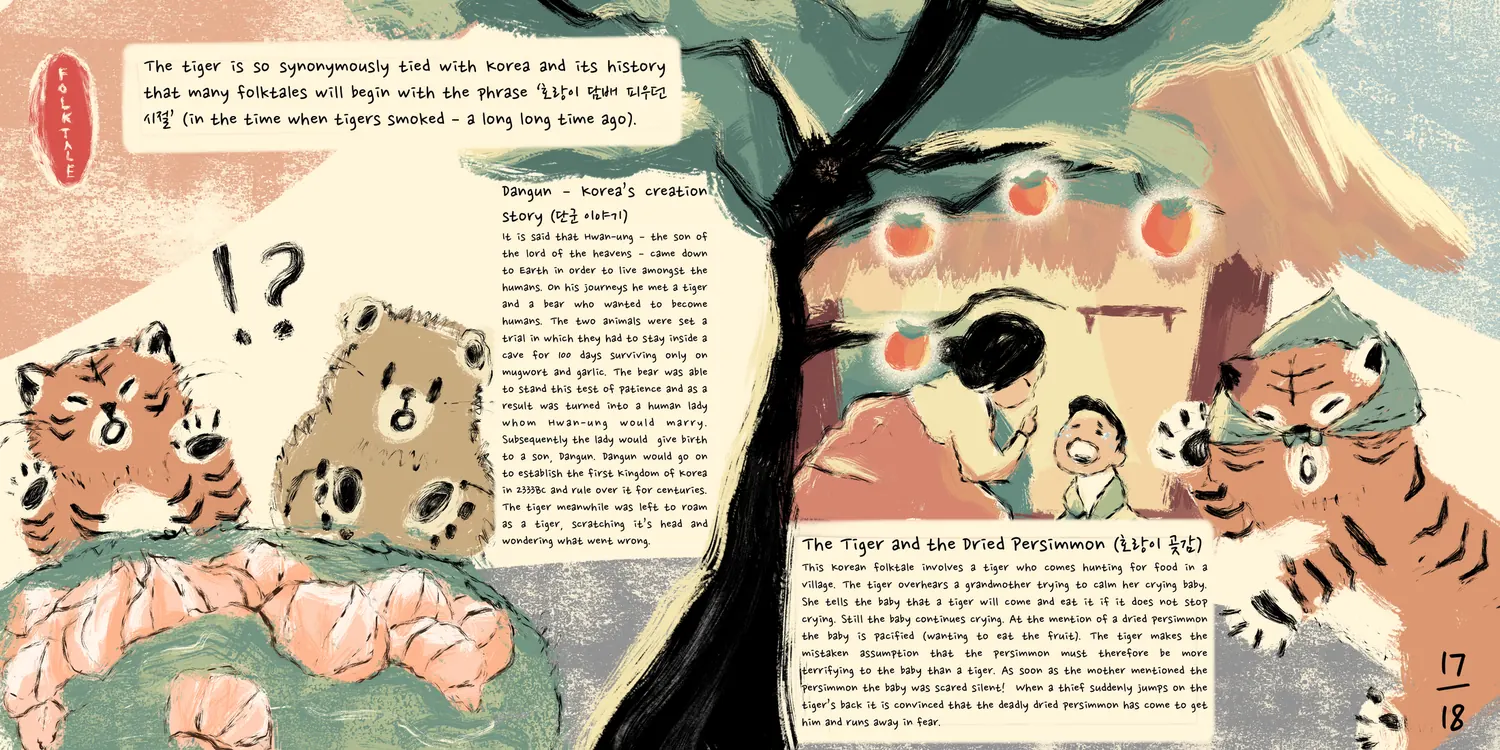 FOLKTALE
The tiger is so synonymously tied with Korea and its history
that many folktales will begin with the phrase ‘호랑이 담배 피우던
시절’ (in the time when tigers smoked - a long long time ago).
!?
Dangun - Korea's creation
story (단군 이야기)
It is said that Hwan-ung - the son of
the lord of the heavens - came down
to Earth in order to live amongst the
humans. On his journeys he met a tiger
and a bear who wanted to become
humans. The two animals were set a
trial in which they had to stay inside a
cave for 100 days surviving only on
mugwort and garlic. The bear was able
to stand this test of patience and as a
result was turned into a human lady
whom Hwan-ung would marry.
Subsequently the lady would give birth
to a son, Dangun. Dangun would go on
to establish the first Kingdom of Korea
in 2333BC and rule over it for centuries.
The tiger meanwhile was left to roam
as a tiger, scratching it's head and
wondering what went wrong.
The Tiger and the Dried Persimmon (호랑이 곶감)
This Korean folktale involves a tiger who comes hunting for food in a
village. The tiger overhears a grandmother trying to calm her crying baby.
She tells the baby that a tiger will come and eat it if it does not stop
crying. Still the baby continues crying. At the mention of a dried persimmon
the baby is pacified (wanting to eat the fruit). The tiger makes the
mistaken assumption that the persimmon must therefore be more
terrifying to the baby than a tiger. As soon as the mother mentioned the
persimmon the baby was scared silent! When a thief suddenly jumps on the
tiger's back it is convinced that the deadly dried persimmon has come to get
him and runs away in fear.
17
18